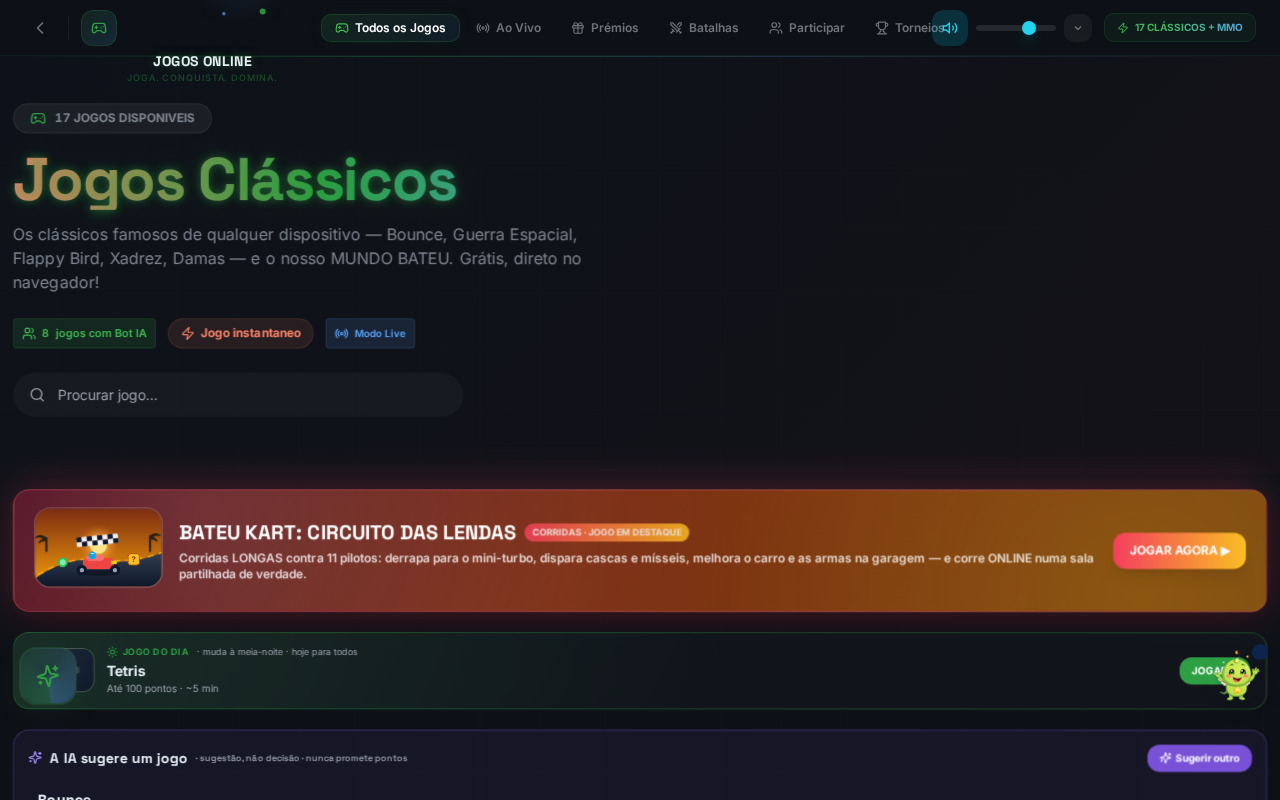 Todos os Jogos
Ao Vivo
Prémios
Batalhas
Participar
Torneios
17 CLÁSSICOS + MMO
JOGOS ONLINE
JOGA. CONQUISTA. DOMINA.
17 JOGOS DISPONIVEIS
Jogos Clássicos
Os clássicos famosos de qualquer dispositivo — Bounce, Guerra Espacial,
Flappy Bird, Xadrez, Damas — e o nosso MUNDO BATEU. Grátis, direto no
navegador!
8 jogos com Bot IA
Jogo instantaneo
Modo Live
Procurar jogo...
BATEU KART: CIRCUITO DAS LENDAS
CORRIDAS · JOGO EM DESTAQUE
Corridas LONGAS contra 11 pilotos: derrapa para o mini-turbo, dispara cascas e mísseis, melhora o carro e as armas na garagem — e corre ONLINE numa sala
partilhada de verdade.
JOGAR AGORA ▶
JOGO DO DIA · muda à meia-noite · hoje para todos
Tetris
Até 100 pontos · ~5 min
A IA sugere um jogo · sugestão, não decisão · nunca promete pontos
Sugerir outro
Bounce